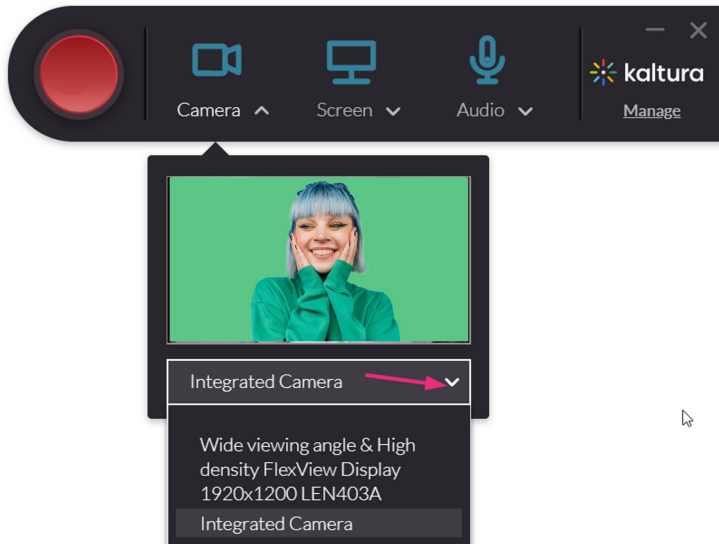 Camera
Screen
Audio
kaltura
Manage
Integrated Camera
Wide viewing angle & High
density FlexView Display
1920x1200 LEN403A
Integrated Camera